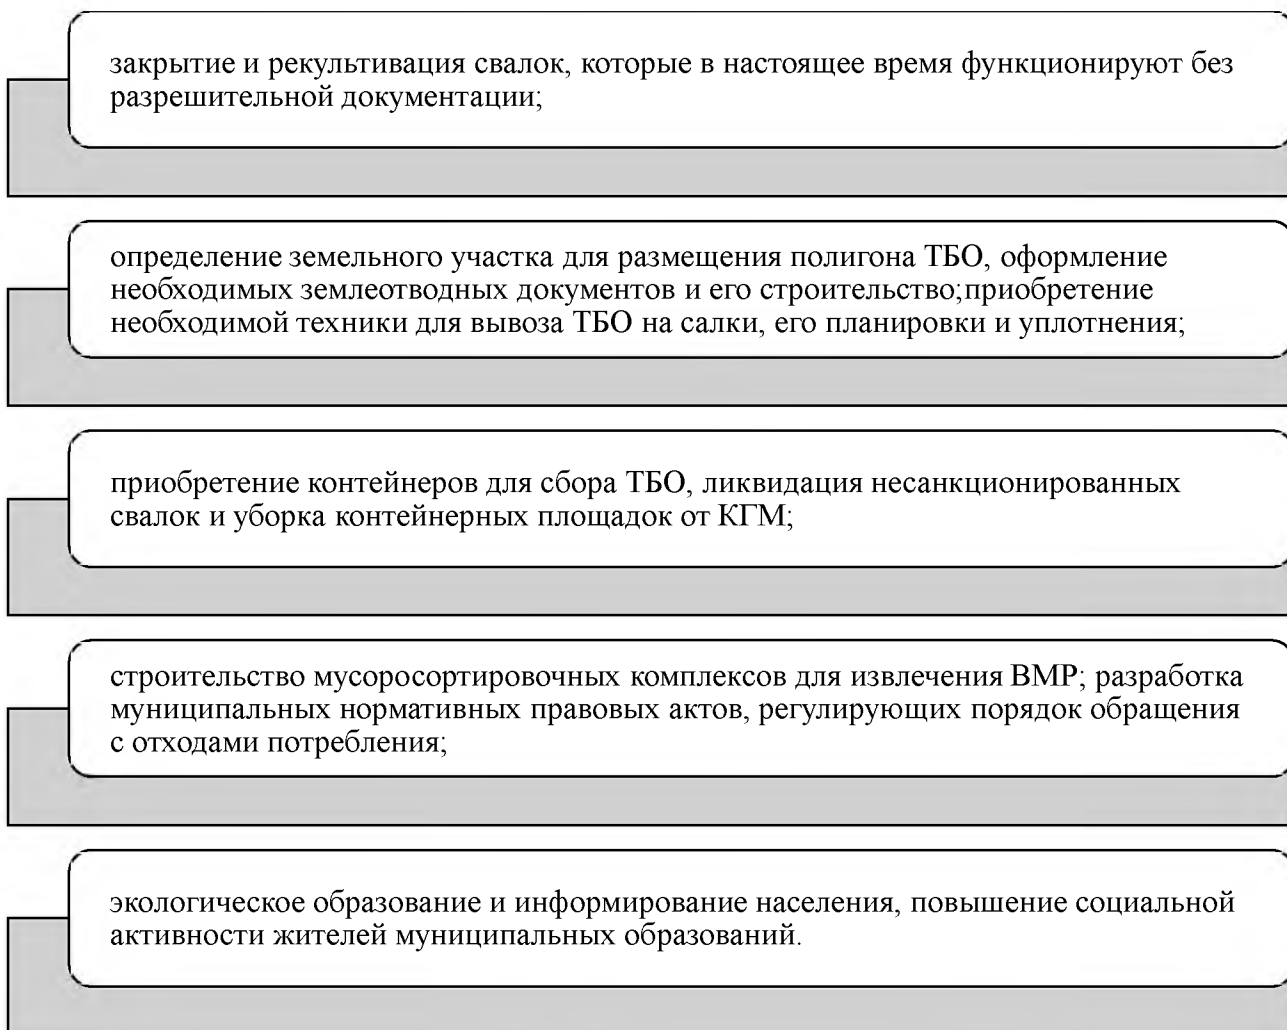 закрытие и рекультивация свалок, которые в настоящее время функционируют без
разрешительной документации;
определение земельного участка для размещения полигона ТБО, оформление
необходимых землеотводных документов и его строительство;приобретение
необходимой техники для вывоза ТБО на салки, его планировки и уплотнения;
приобретение контейнеров для сбора ТБО, ликвидация несанкционированных
свалок и уборка контейнерных площадок от КГМ;
строительство мусоросортировочных комплексов для извлечения ВМР; разработка
муниципальных нормативных правовых актов, регулирующих порядок обращения
с отходами потребления;
экологическое образование и информирование населения, повышение социальной
активности жителей муниципальных образований.